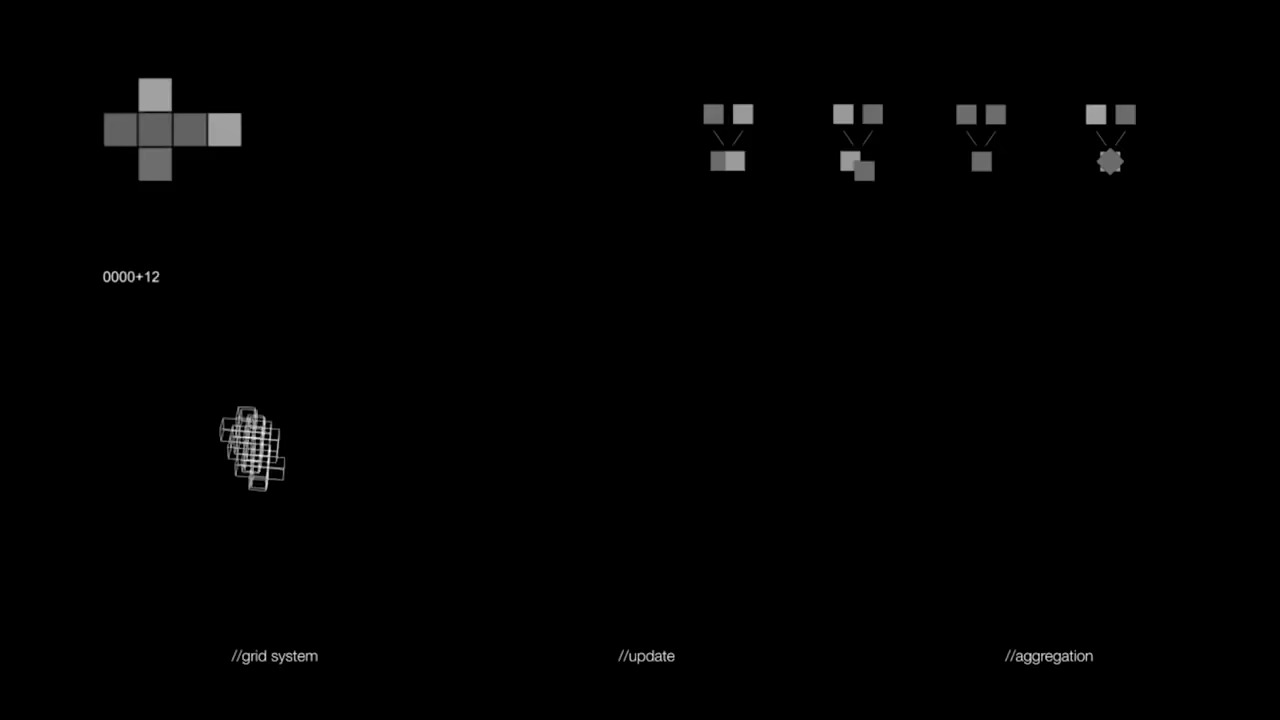 0000+12
//grid system
//update
//aggregation